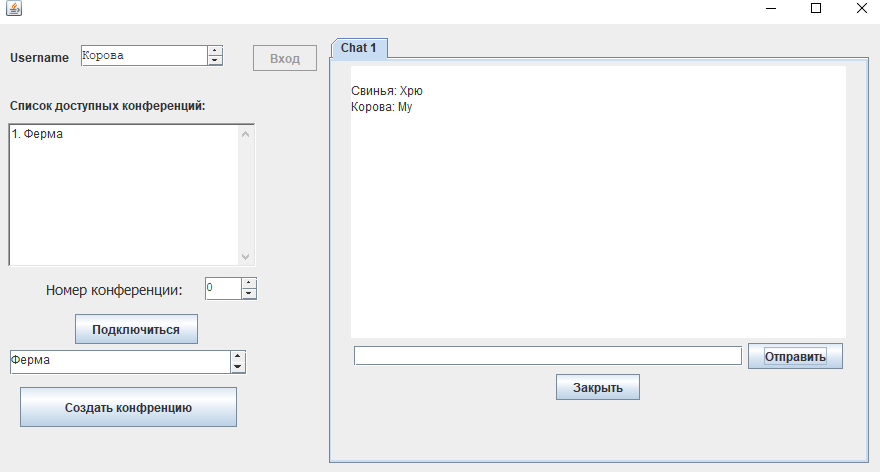 Username
Корова
Вход
Список доступных конференций:
1. Ферма
Номер конференции:
0
Подключиться
Ферма
Создать конфренцию
Chat 1
Свинья: Хрю
Корова: Му
Отправить
Закрыть